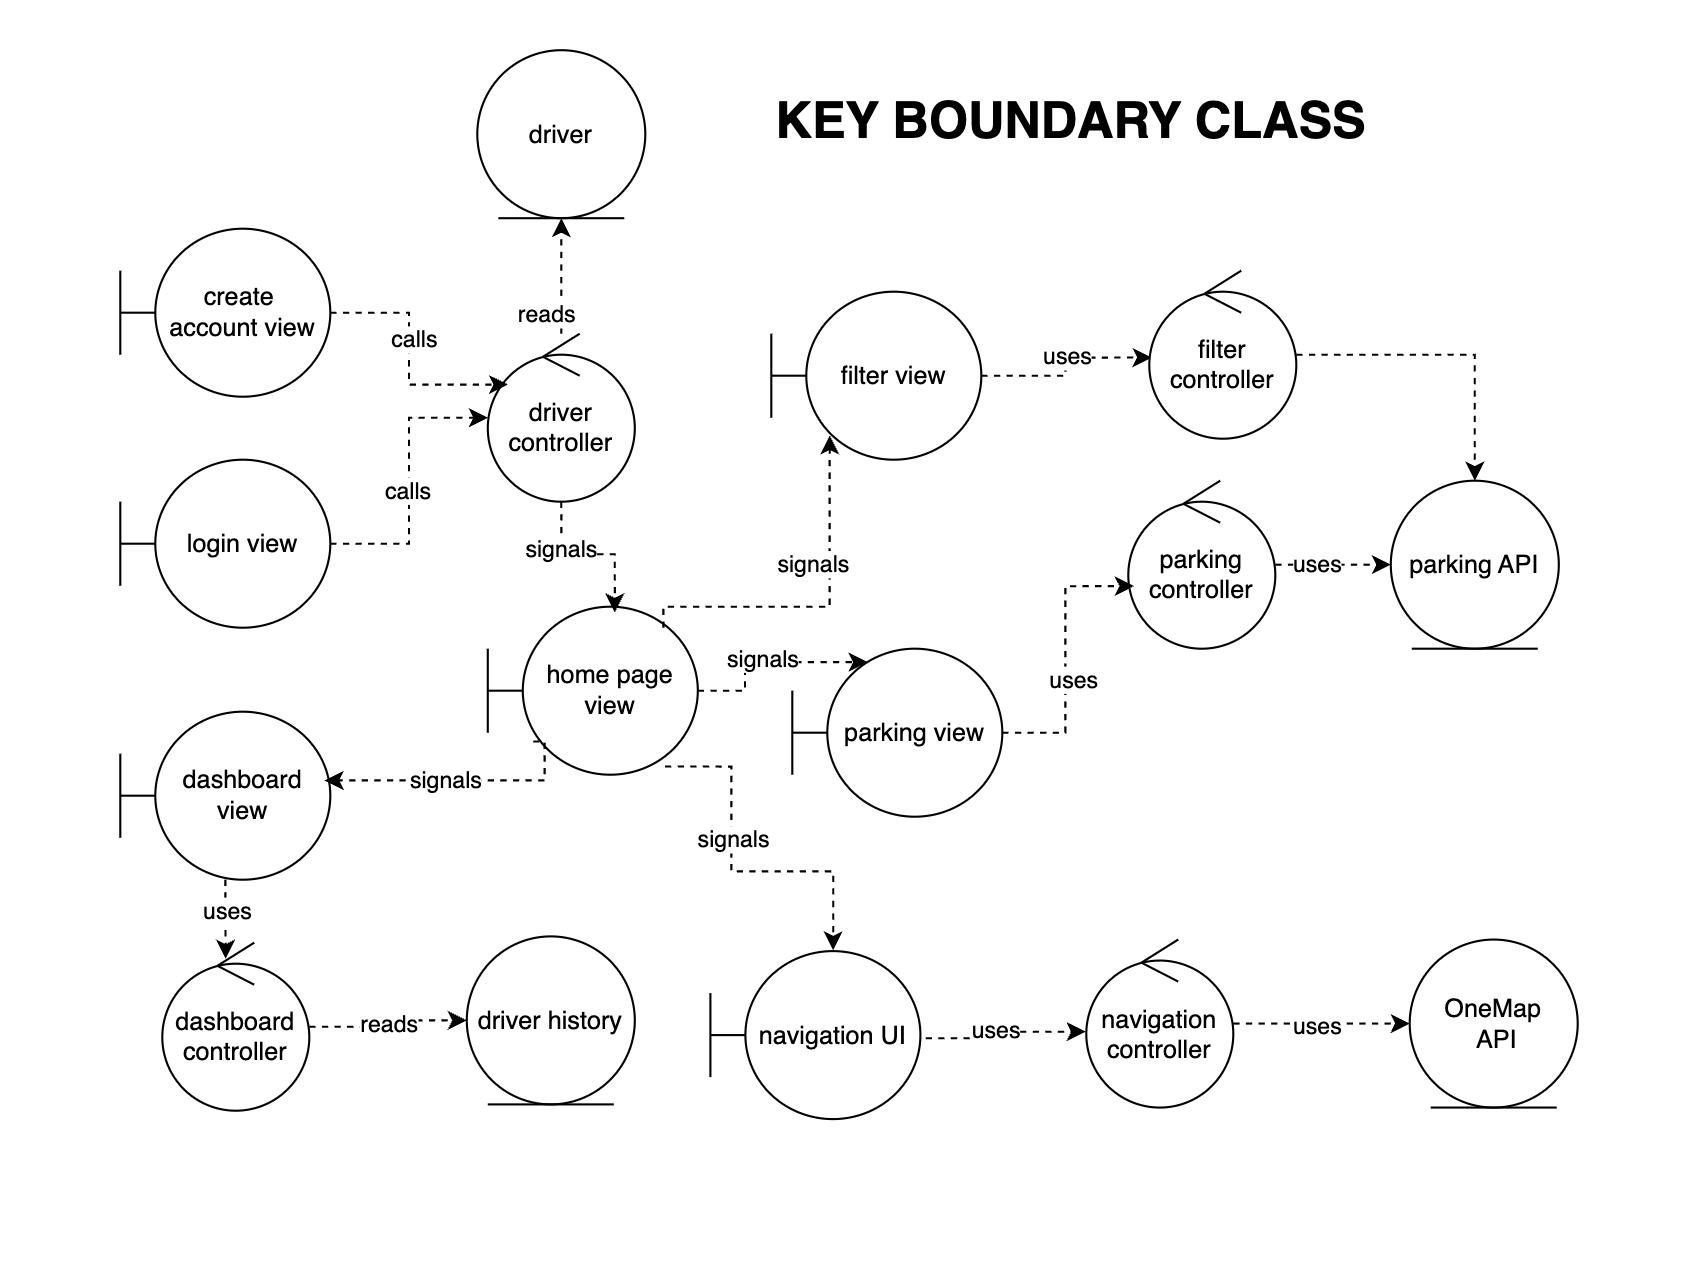 driver
KEY BOUNDARY CLASS
create
account view
calls
reads
driver
controller
filter view
uses
filter
controller
login view
calls
signals
signals
parking
controller
uses
parking API
home page
view
signals
parking view
uses
dashboard
view
signals
signals
uses
dashboard
controller
reads
driver history
navigation UI
uses
navigation
controller
uses
OneMap
API